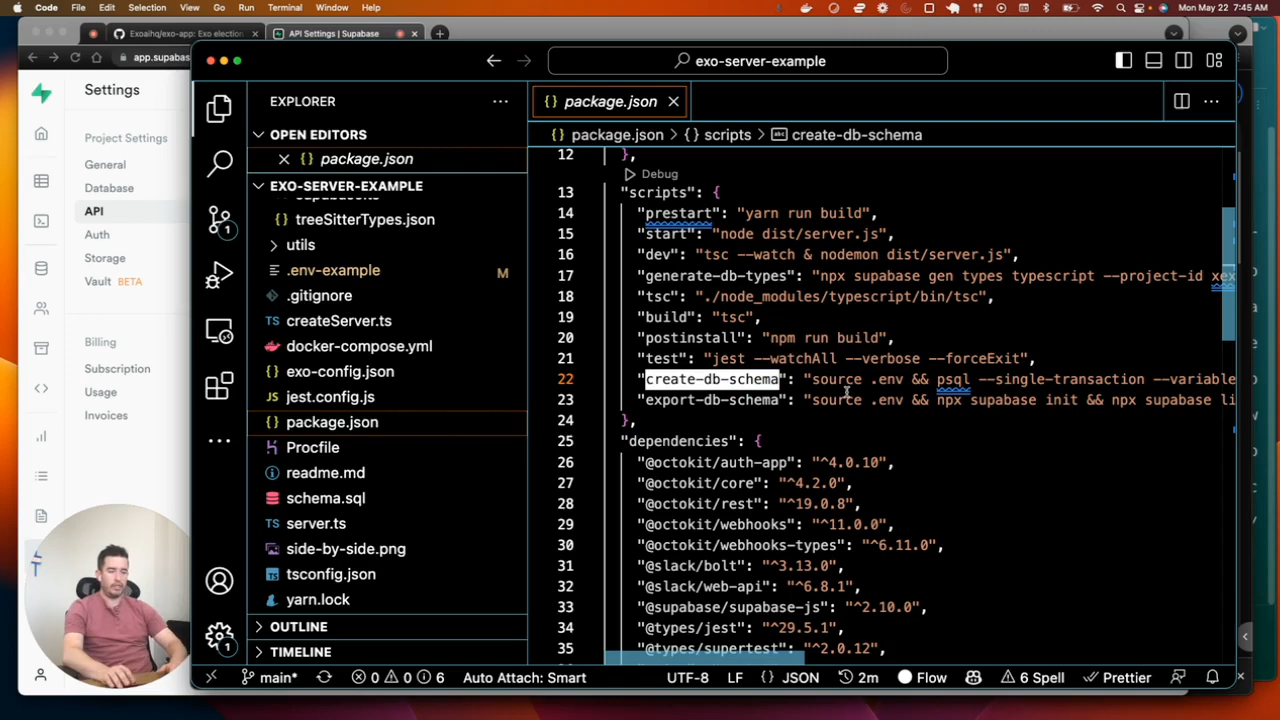 Code File Edit Selection View Go Run Terminal Window Help
Mon May 22 7:45 AM
Exoaihq/exo-app: Exo election
API Settings | Supabase
app.supabas
exo-server-example
Settings
Project Settings
General
Database
API
Auth
Storage
Vault BETA
Billing
Subscription
Usage
Invoices
EXPLORER
OPEN EDITORS
package.json
EXO-SERVER-EXAMPLE
treeSitterTypes.json
utils
.env-example M
.gitignore
createServer.ts
docker-compose.yml
exo-config.json
jest.config.js
package.json
Procfile
readme.md
schema.sql
server.ts
side-by-side.png
tsconfig.json
yarn.lock
OUTLINE
TIMELINE
1
1
{} package.json
{} package.json > {} scripts > abc create-db-schema
12 },
Debug
13 "scripts": {
14 "prestart": "yarn run build",
15 "start": "node dist/server.js",
16 "dev": "tsc --watch & nodemon dist/server.js",
17 "generate-db-types": "npx supabase gen types typescript --project-id xex
18 "tsc": "./node_modules/typescript/bin/tsc",
19 "build": "tsc",
20 "postinstall": "npm run build",
21 "test": "jest --watchAll --verbose --forceExit",
22 "create-db-schema": "source .env && psql --single-transaction --variable
23 "export-db-schema": "source .env && npx supabase init && npx supabase li
24 },
25 "dependencies": {
26 "@octokit/auth-app": "^4.0.10",
27 "@octokit/core": "^4.2.0",
28 "@octokit/rest": "^19.0.8",
29 "@octokit/webhooks": "^11.0.0",
30 "@octokit/webhooks-types": "^6.11.0",
31 "@slack/bolt": "^3.13.0",
32 "@slack/web-api": "^6.8.1",
33 "@supabase/supabase-js": "^2.10.0",
34 "@types/jest": "^29.5.1",
35 "@types/supertest": "^2.0.12",
main* 0 0 6 Auto Attach: Smart UTF-8 LF {} JSON 2m Flow 6 Spell Prettier